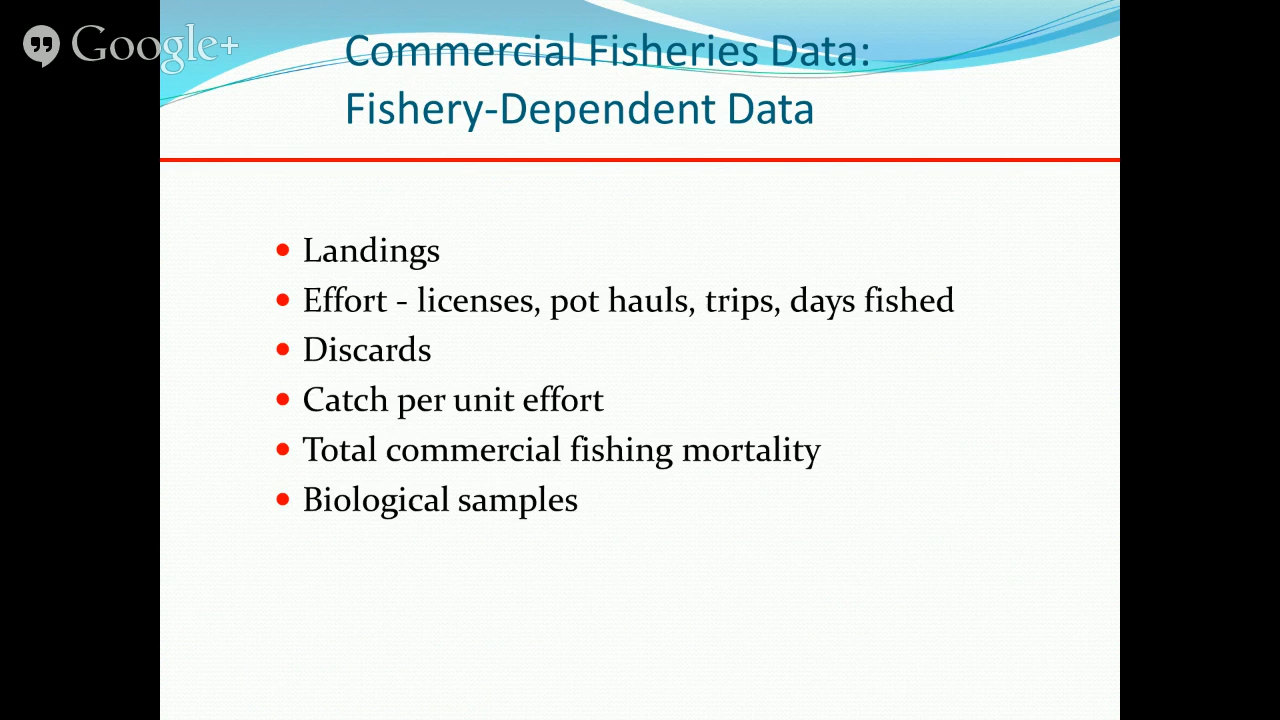 Google+
Commercial Fisheries Data:
Fishery-Dependent Data
• Landings
• Effort - licenses, pot hauls, trips, days fished
• Discards
• Catch per unit effort
• Total commercial fishing mortality
• Biological samples